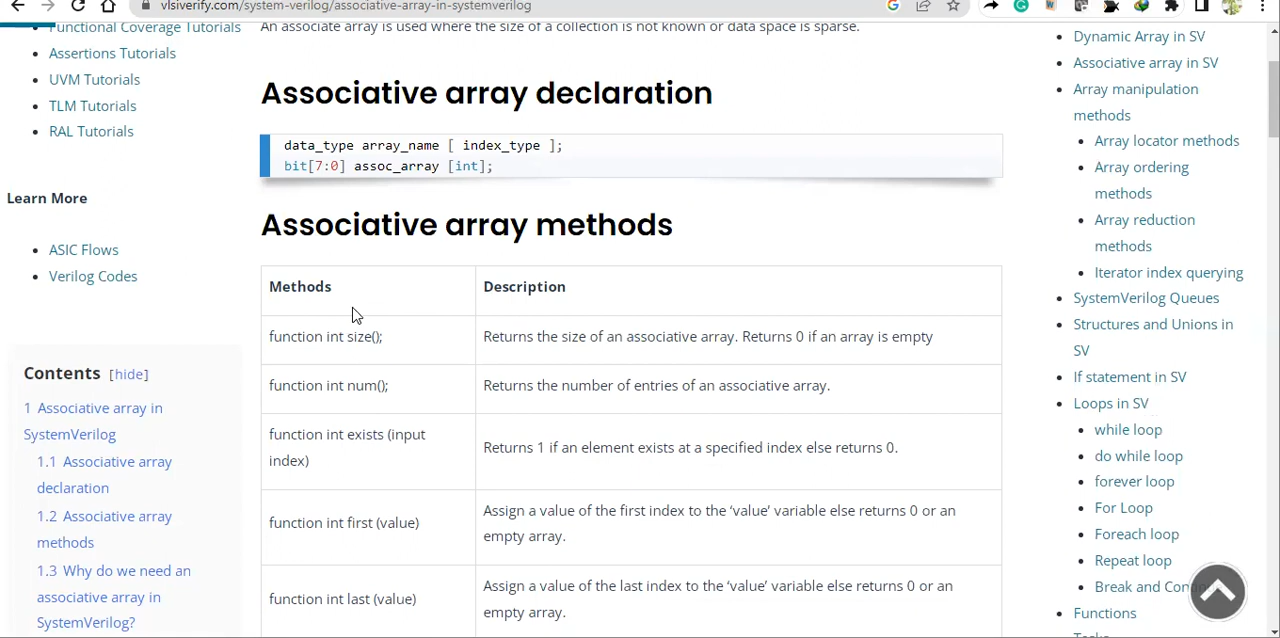 vlsiverify.com/system-verilog/associative-array-in-systemverilog
Functional Coverage Tutorials
Assertions Tutorials
UVM Tutorials
TLM Tutorials
RAL Tutorials
Learn More
ASIC Flows
Verilog Codes
Contents [hide]
1 Associative array in
SystemVerilog
1.1 Associative array
declaration
1.2 Associative array
methods
1.3 Why do we need an
associative array in
SystemVerilog?
An associate array is used where the size of a collection is not known or data space is sparse.
Associative array declaration
data_type array_name [ index_type ];
bit[7:0] assoc_array [int];
Associative array methods
Methods Description
function int size(); Returns the size of an associative array. Returns 0 if an array is empty
function int num(); Returns the number of entries of an associative array.
function int exists (input
index)
Returns 1 if an element exists at a specified index else returns 0.
function int first (value)
Assign a value of the first index to the ‘value’ variable else returns 0 or an
empty array.
function int last (value)
Assign a value of the last index to the ‘value’ variable else returns 0 or an
empty array.
Dynamic Array in SV
Associative array in SV
Array manipulation
methods
Array locator methods
Array ordering
methods
Array reduction
methods
Iterator index querying
SystemVerilog Queues
Structures and Unions in
SV
If statement in SV
Loops in SV
while loop
do while loop
forever loop
For Loop
Foreach loop
Repeat loop
Break and
Functions